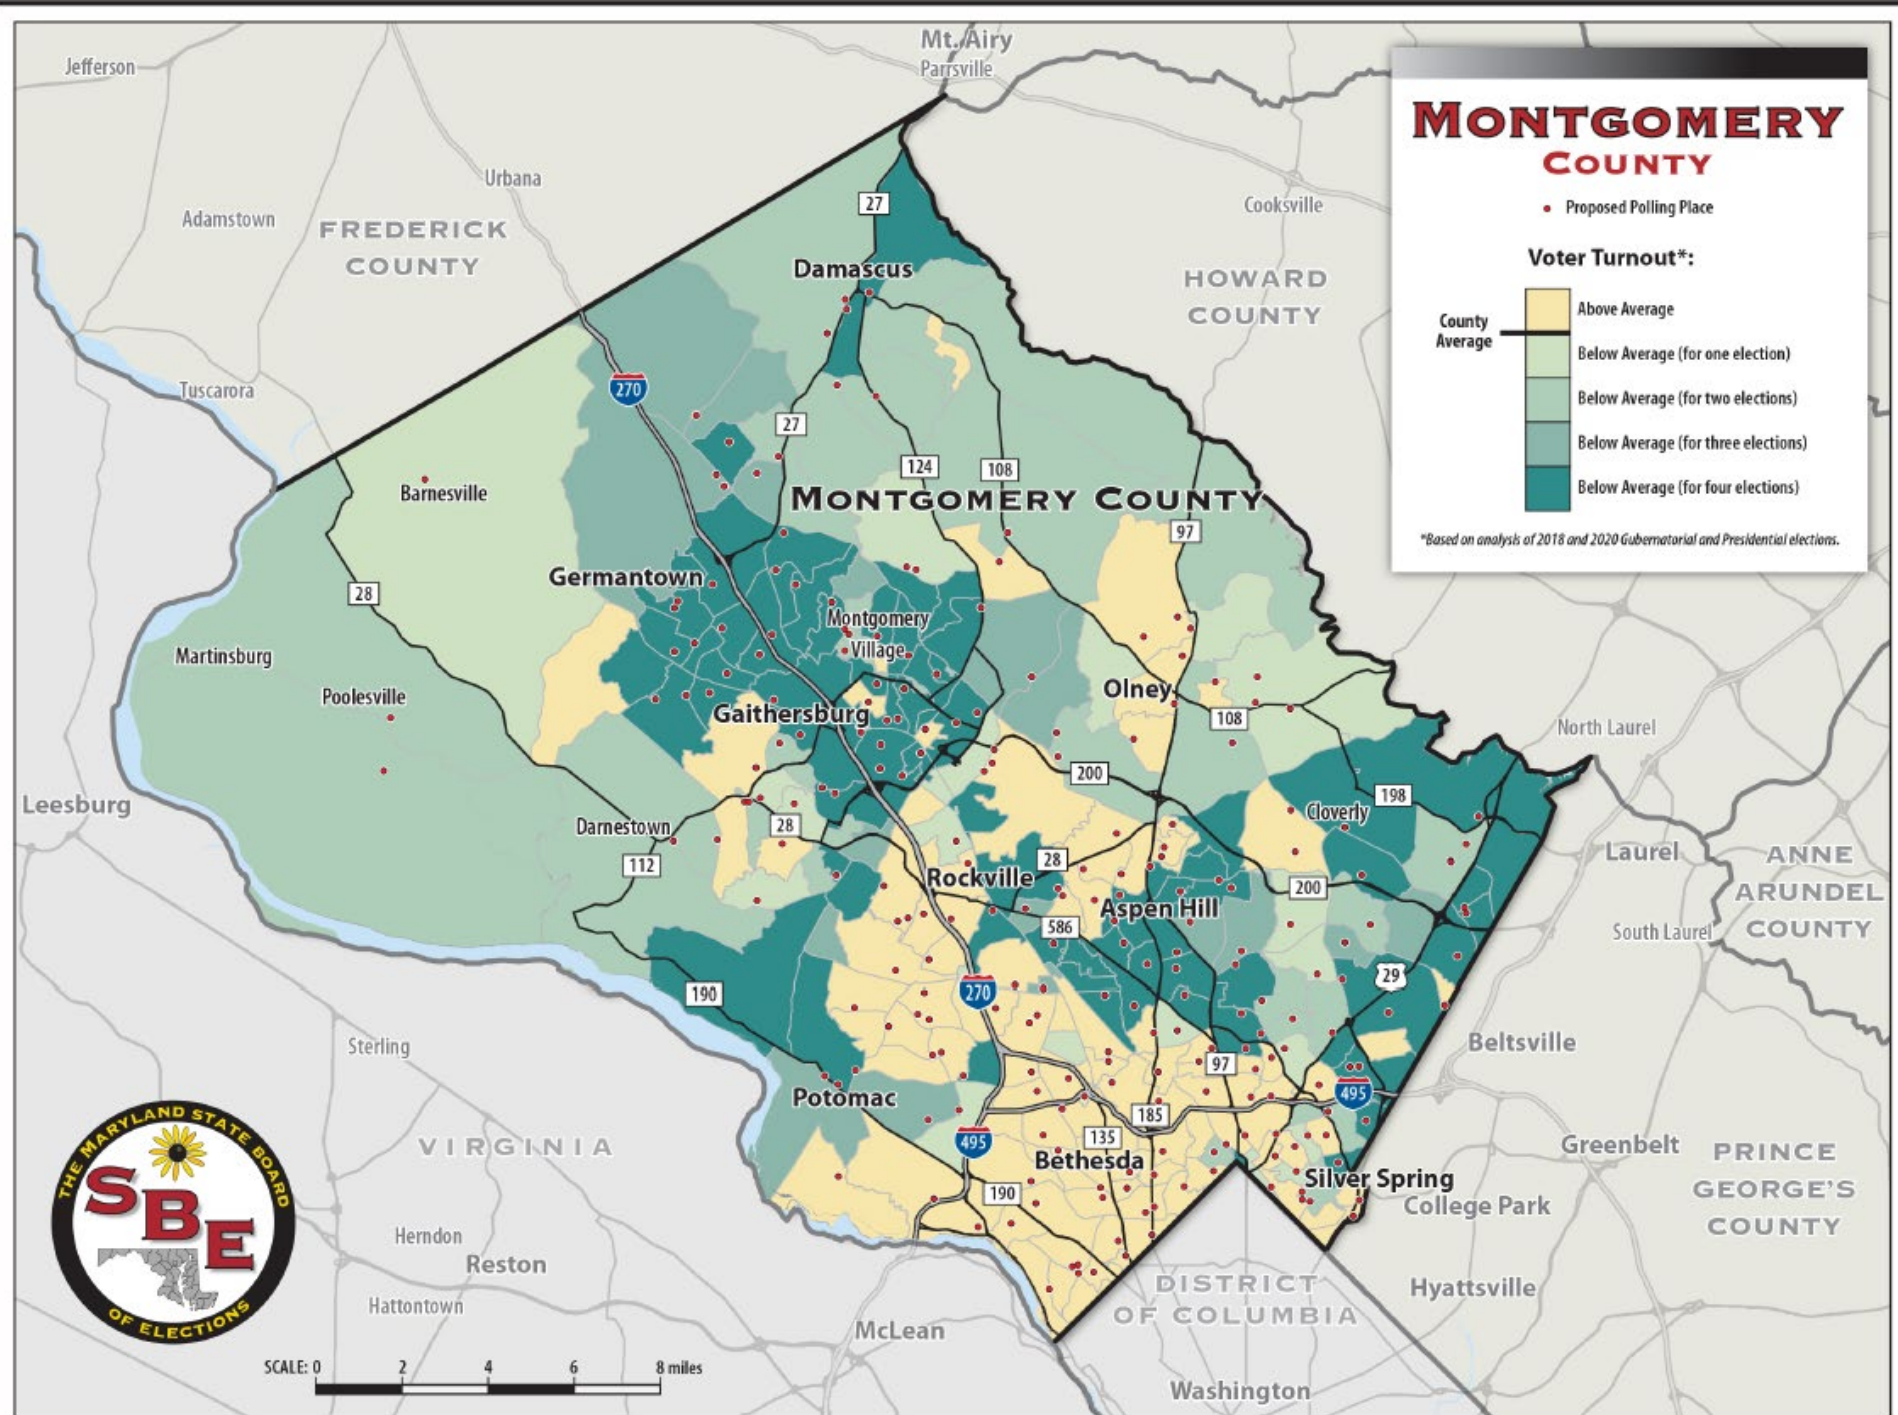 Mt. Airy
Parrsville
Jefferson
Urbana
Adamstown
FREDERICK
COUNTY
Cooksville
HOWARD
COUNTY
Tuscarora
MONTGOMERY
COUNTY
Proposed Polling Place
Voter Turnout*:
County
Average
Above Average
Below Average (for one election)
Below Average (for two elections)
Below Average (for three elections)
Below Average (for four elections)
*Based on analysis of 2018 and 2020 Gubernatorial and Presidential elections.
27
Damascus
270
27
124
108
Barnesville
MONTGOMERY COUNTY
97
28
Germantown
Montgomery
Village
Martinsburg
Poolesville
Olney
Gaithersburg
108
North Laurel
200
198
Cloverly
Leesburg
Darnestown
28
112
28
Rockville
200
Laurel
ANNE
ARUNDEL
COUNTY
Aspen Hill
586
South Laurel
190
270
29
Sterling
Beltsville
97
Potomac
495
185
135
495
Bethesda
VIRGINIA
Greenbelt
PRINCE
GEORGE'S
COUNTY
Silver Spring
190
College Park
Herndon
Reston
Hattontown
DISTRICT
OF COLUMBIA
Hyattsville
McLean
Washington
THE MARYLAND STATE BOARD
SBE
OF ELECTIONS
SCALE: 0 2 4 6 8 miles